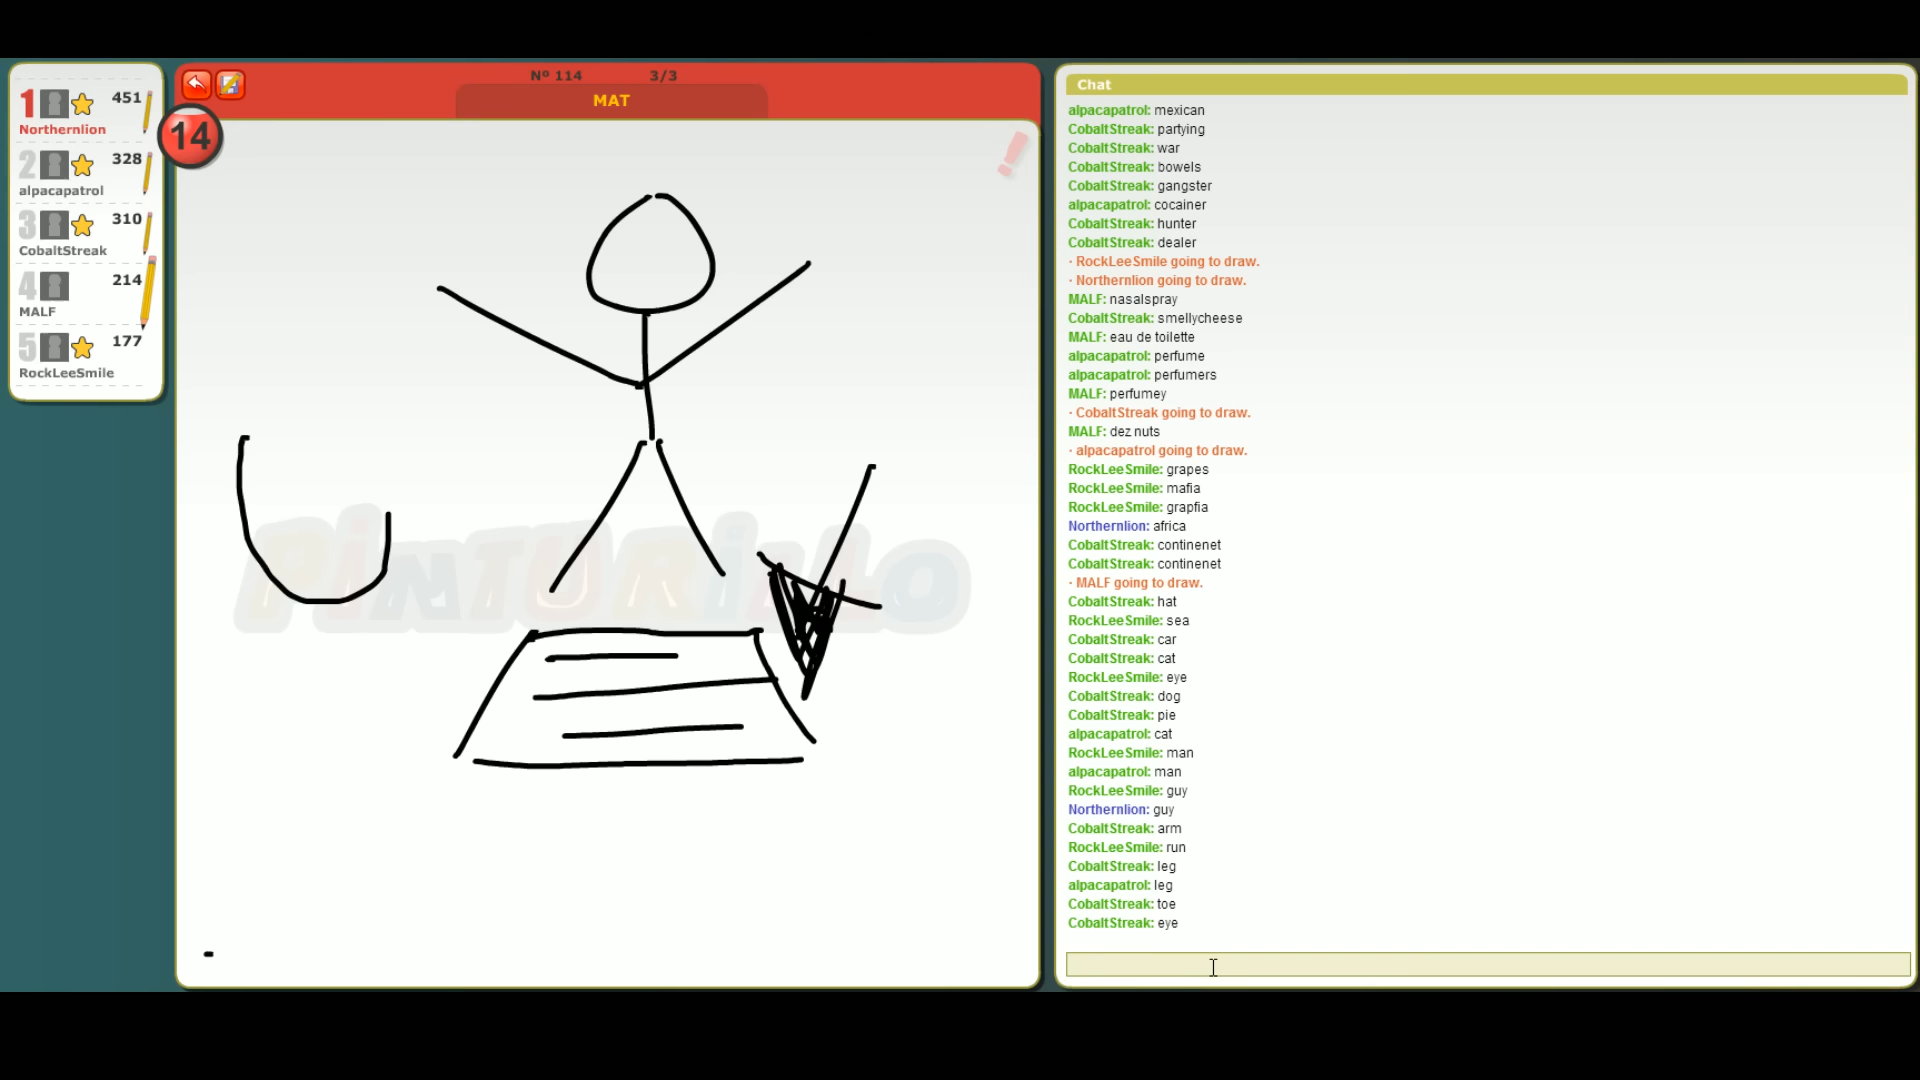 1 451
Northernlion
2 328
alpacapatrol
3 310
CobaltStreak
4 214
MALF
5 177
RockLeeSmile
14
Nº 114 3/3
MAT
!
PiNTURiLLO
Chat
alpacapatrol: mexican
CobaltStreak: partying
CobaltStreak: war
CobaltStreak: bowels
CobaltStreak: gangster
alpacapatrol: cocainer
CobaltStreak: hunter
CobaltStreak: dealer
· RockLeeSmile going to draw.
· Northernlion going to draw.
MALF: nasalspray
CobaltStreak: smellycheese
MALF: eau de toilette
alpacapatrol: perfume
alpacapatrol: perfumers
MALF: perfumey
· CobaltStreak going to draw.
MALF: dez nuts
· alpacapatrol going to draw.
RockLeeSmile: grapes
RockLeeSmile: mafia
RockLeeSmile: grapfia
Northernlion: africa
CobaltStreak: continenet
CobaltStreak: continenet
· MALF going to draw.
CobaltStreak: hat
RockLeeSmile: sea
CobaltStreak: car
CobaltStreak: cat
RockLeeSmile: eye
CobaltStreak: dog
CobaltStreak: pie
alpacapatrol: cat
RockLeeSmile: man
alpacapatrol: man
RockLeeSmile: guy
Northernlion: guy
CobaltStreak: arm
RockLeeSmile: run
CobaltStreak: leg
alpacapatrol: leg
CobaltStreak: toe
CobaltStreak: eye